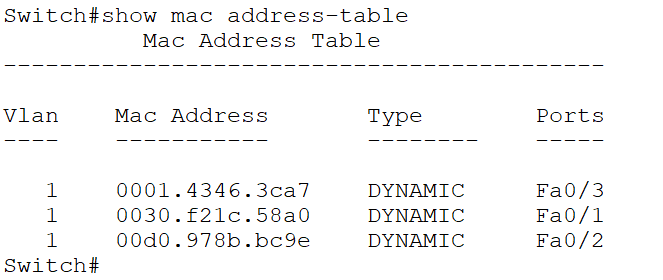 Switch#show mac address-table
          Mac Address Table
-------------------------------------------

Vlan    Mac Address       Type        Ports
----    -----------       --------    -----

   1    0001.4346.3ca7    DYNAMIC     Fa0/3
   1    0030.f21c.58a0    DYNAMIC     Fa0/1
   1    00d0.978b.bc9e    DYNAMIC     Fa0/2
Switch#